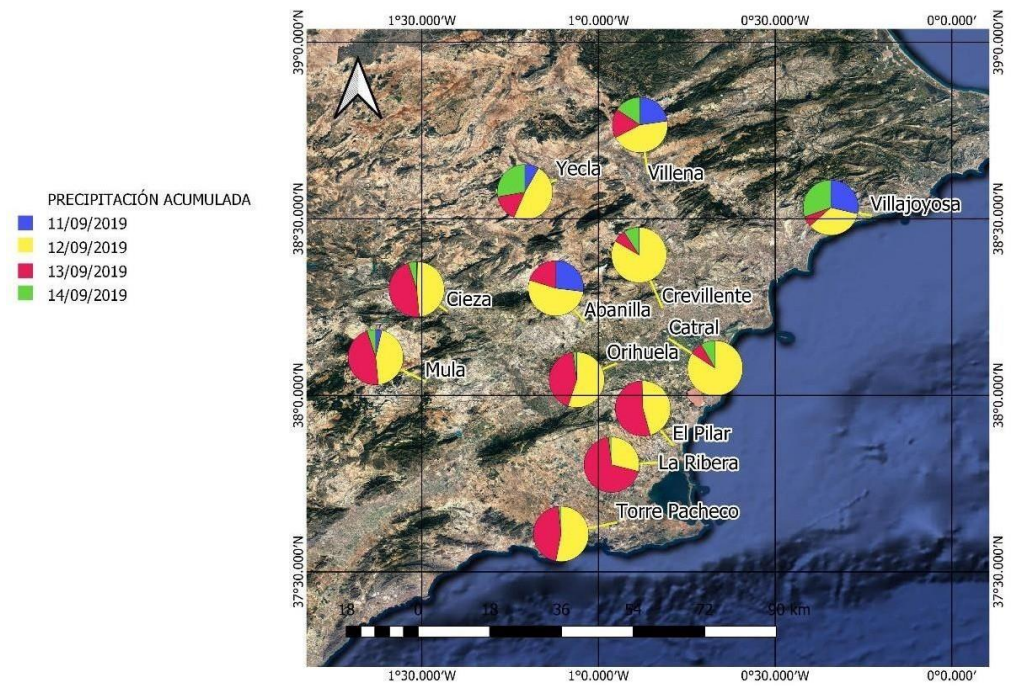 1°30.000'W 1°0.000'W 0°30.000'W 0°0.000'
39°0.000'N 39°0.000'N
Villena
Yecla
PRECIPITACIÓN ACUMULADA
11/09/2019
12/09/2019
13/09/2019
14/09/2019
Villajoyosa
38°30.000'N 38°30.000'N
Cieza
Abanilla
Crevillente
Catral
Orihuela
Mula
38°0.000'N 38°0.000'N
El Pilar
La Ribera
Torre Pacheco
37°30.000'N 37°30.000'N
18 0 18 36 54 72 90 km
1°30.000'W 1°0.000'W 0°30.000'W 0°0.000'